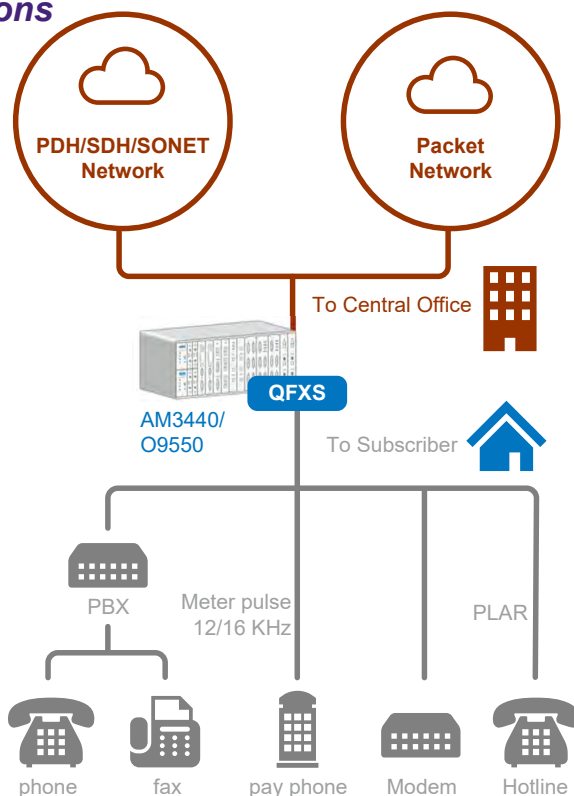 ons
PDH/SDH/SONET
Network
Packet
Network
To Central Office
QFXS
AM3440/
O9550
To Subscriber
PBX
Meter pulse
12/16 KHz
PLAR
phone
fax
pay phone
Modem
Hotline